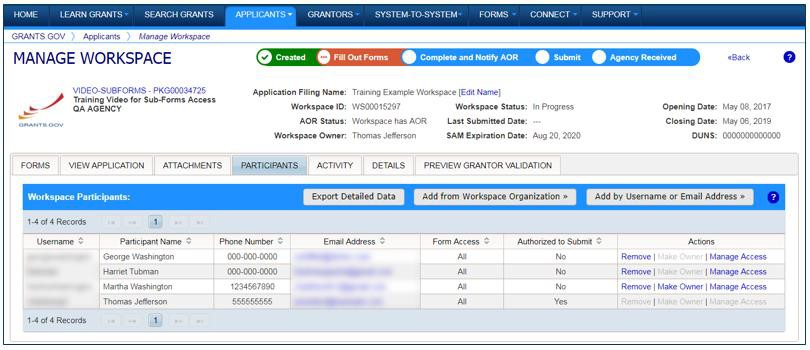 HOME LEARN GRANTS SEARCH GRANTS APPLICANTS GRANTORS SYSTEM-TO-SYSTEM FORMS CONNECT SUPPORT
GRANTS.GOV 〉 Applicants 〉 Manage Workspace
MANAGE WORKSPACE
Created Fill Out Forms Complete and Notify AOR Submit Agency Received «Back ?
GRANTS.GOV
VIDEO-SUBFORMS - PKG00034725
Training Video for Sub-Forms Access
QA AGENCY
Application Filing Name: Training Example Workspace [Edit Name]
Workspace ID: WS00015297 Workspace Status: In Progress Opening Date: May 08, 2017
AOR Status: Workspace has AOR Last Submitted Date: --- Closing Date: May 06, 2019
Workspace Owner: Thomas Jefferson SAM Expiration Date: Aug 20, 2020 DUNS: 0000000000000
FORMS VIEW APPLICATION ATTACHMENTS PARTICIPANTS ACTIVITY DETAILS PREVIEW GRANTOR VALIDATION
Workspace Participants: Export Detailed Data Add from Workspace Organization » Add by Username or Email Address » ?
1-4 of 4 Records 1
Username Participant Name Phone Number Email Address Form Access Authorized to Submit Actions
George Washington 000-000-0000 All No Remove | Make Owner | Manage Access
Harriet Tubman 000-000-0000 All No Remove | Make Owner | Manage Access
Martha Washington 1234567890 All No Remove | Make Owner | Manage Access
Thomas Jefferson 555555555 All Yes Remove | Make Owner | Manage Access
1-4 of 4 Records 1